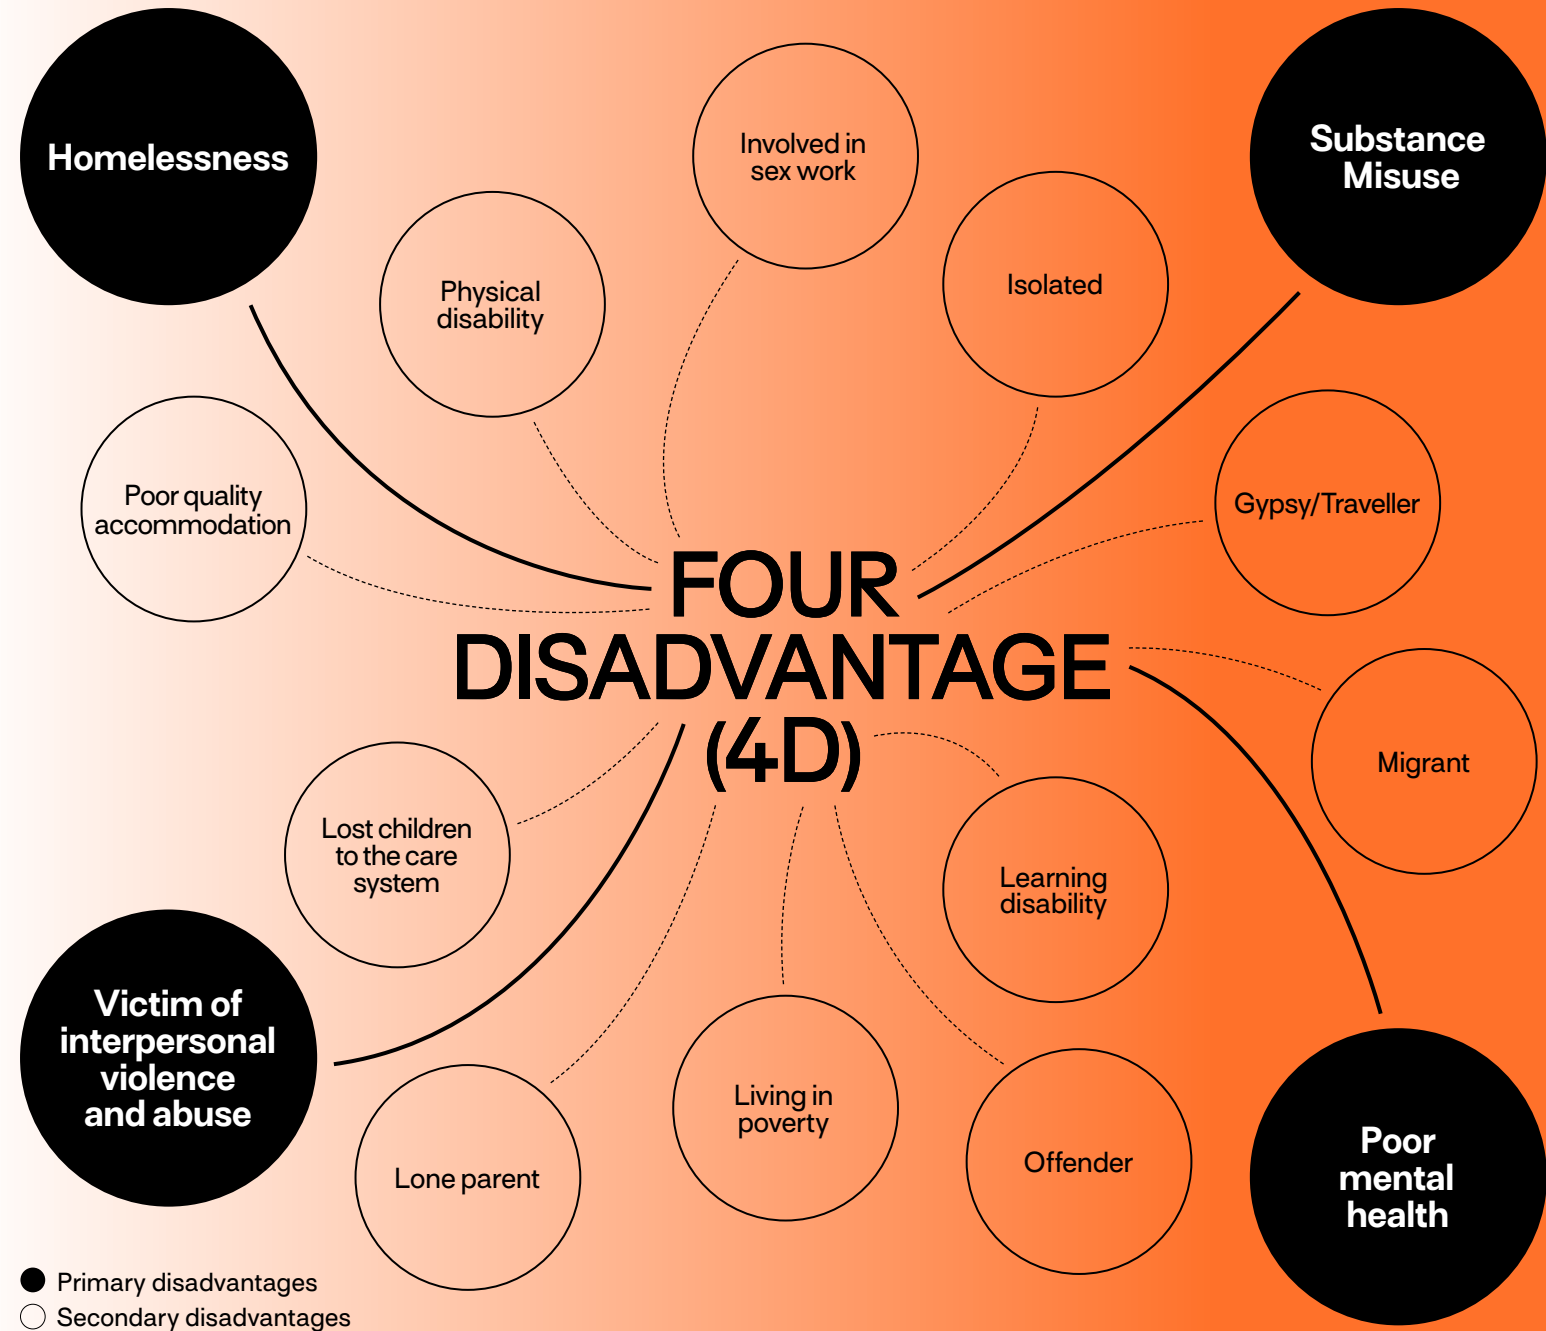 Homelessness
Substance
Misuse
Involved in
sex work
Physical
disability
Isolated
Poor quality
accommodation
Gypsy/Traveller
FOUR
DISADVANTAGE
(4D)
Migrant
Lost children
to the care
system
Learning
disability
Victim of
interpersonal
violence
and abuse
Lone parent
Living in
poverty
Offender
Poor
mental
health
Primary disadvantages
Secondary disadvantages